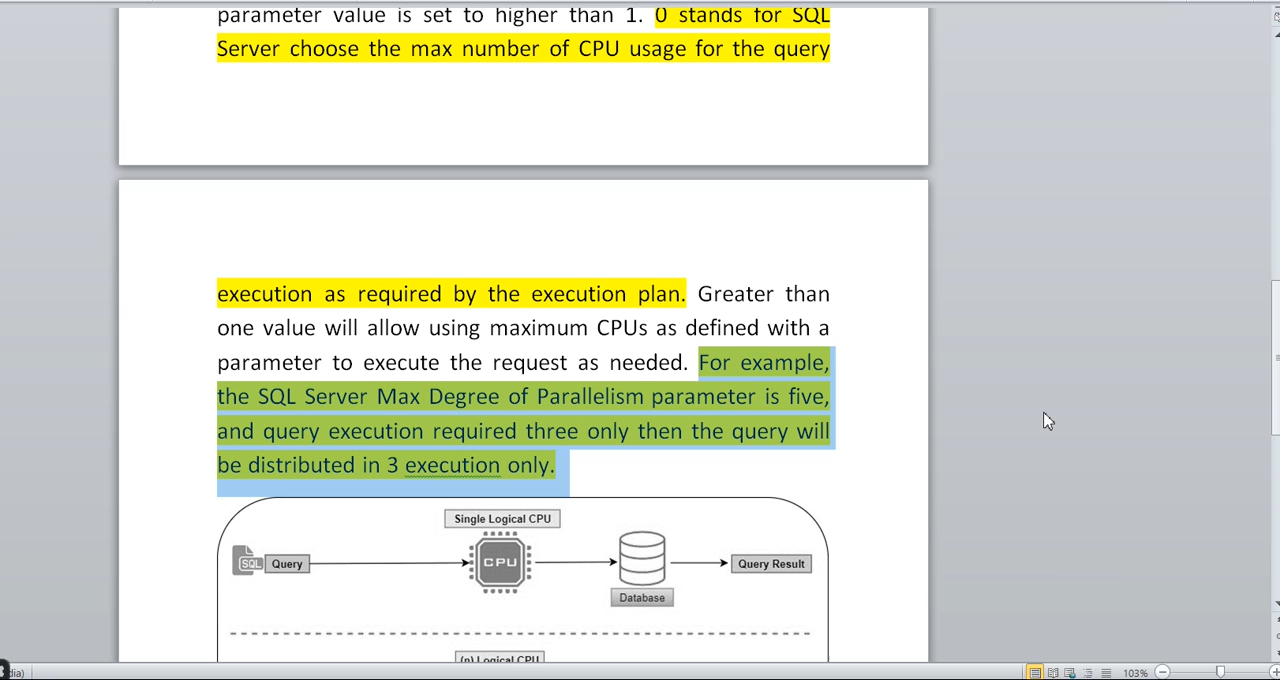 parameter value is set to higher than 1. 0 stands for SQL
Server choose the max number of CPU usage for the query
execution as required by the execution plan. Greater than
one value will allow using maximum CPUs as defined with a
parameter to execute the request as needed. For example,
the SQL Server Max Degree of Parallelism parameter is five,
and query execution required three only then the query will
be distributed in 3 execution only.
Single Logical CPU
SQL
Query
CPU
Query Result
Database
(n) Logical CPU
dia)
103%